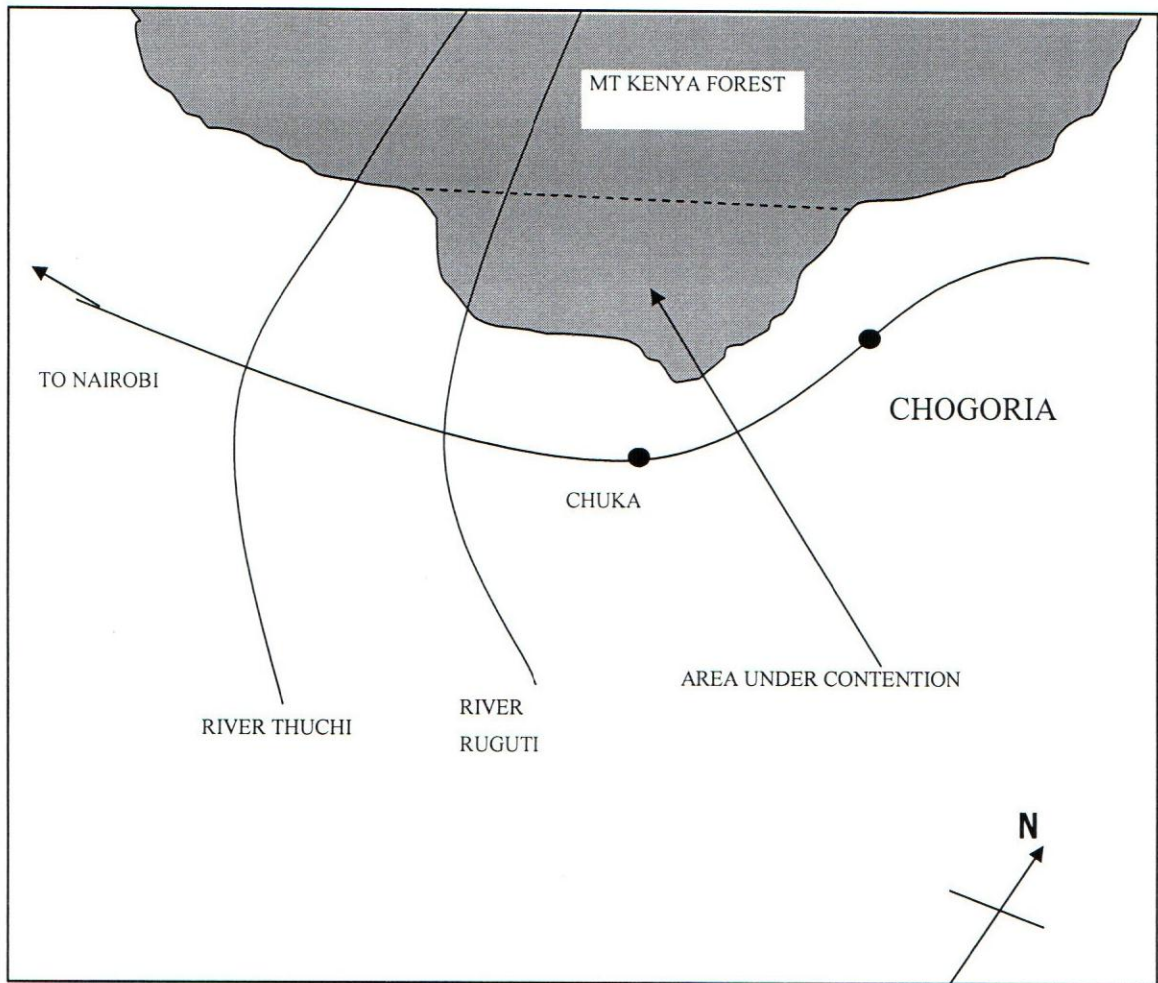 MT KENYA FOREST
TO NAIROBI
CHOGORIA
CHUKA
AREA UNDER CONTENTION
RIVER THUCHI
RIVER
RUGUTI
N